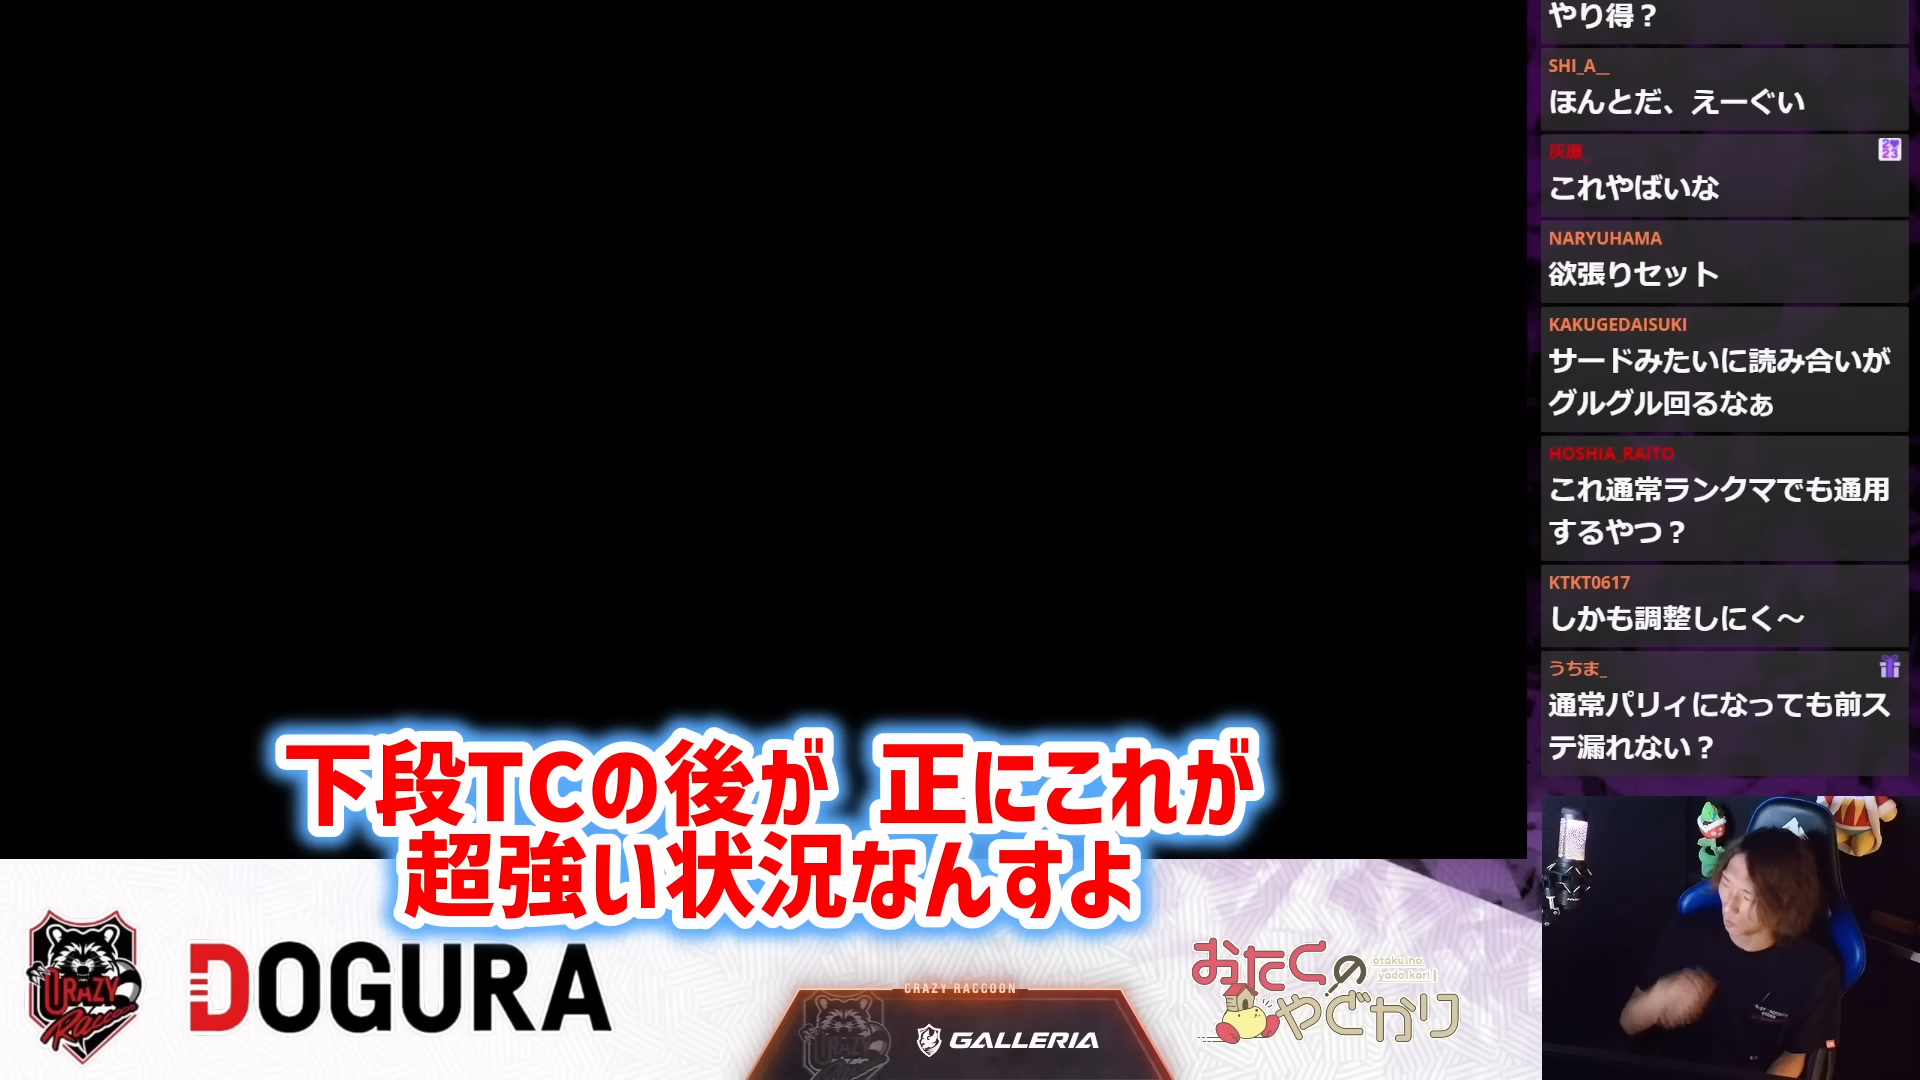 やり得？
SHI_A__
ほんとだ、えーぐい
これやばいな
NARYUHAMA
欲張りセット
KAKUGEDAISUKI
サードみたいに読み合いが
グルグル回るなぁ
HOSHIA_RAITO
これ通常ランクマでも通用
するやつ？
KTKT0617
しかも調整しにく～
うちま_
通常パリィになっても前ス
テ漏れない？
下段TCの後が 正にこれが
超強い状況なんすよ
CRAZY
Raccoon
DOGURA
CRAZY RACCOON
GALLERIA
おたくの
otaku no
yado kari
やどかり